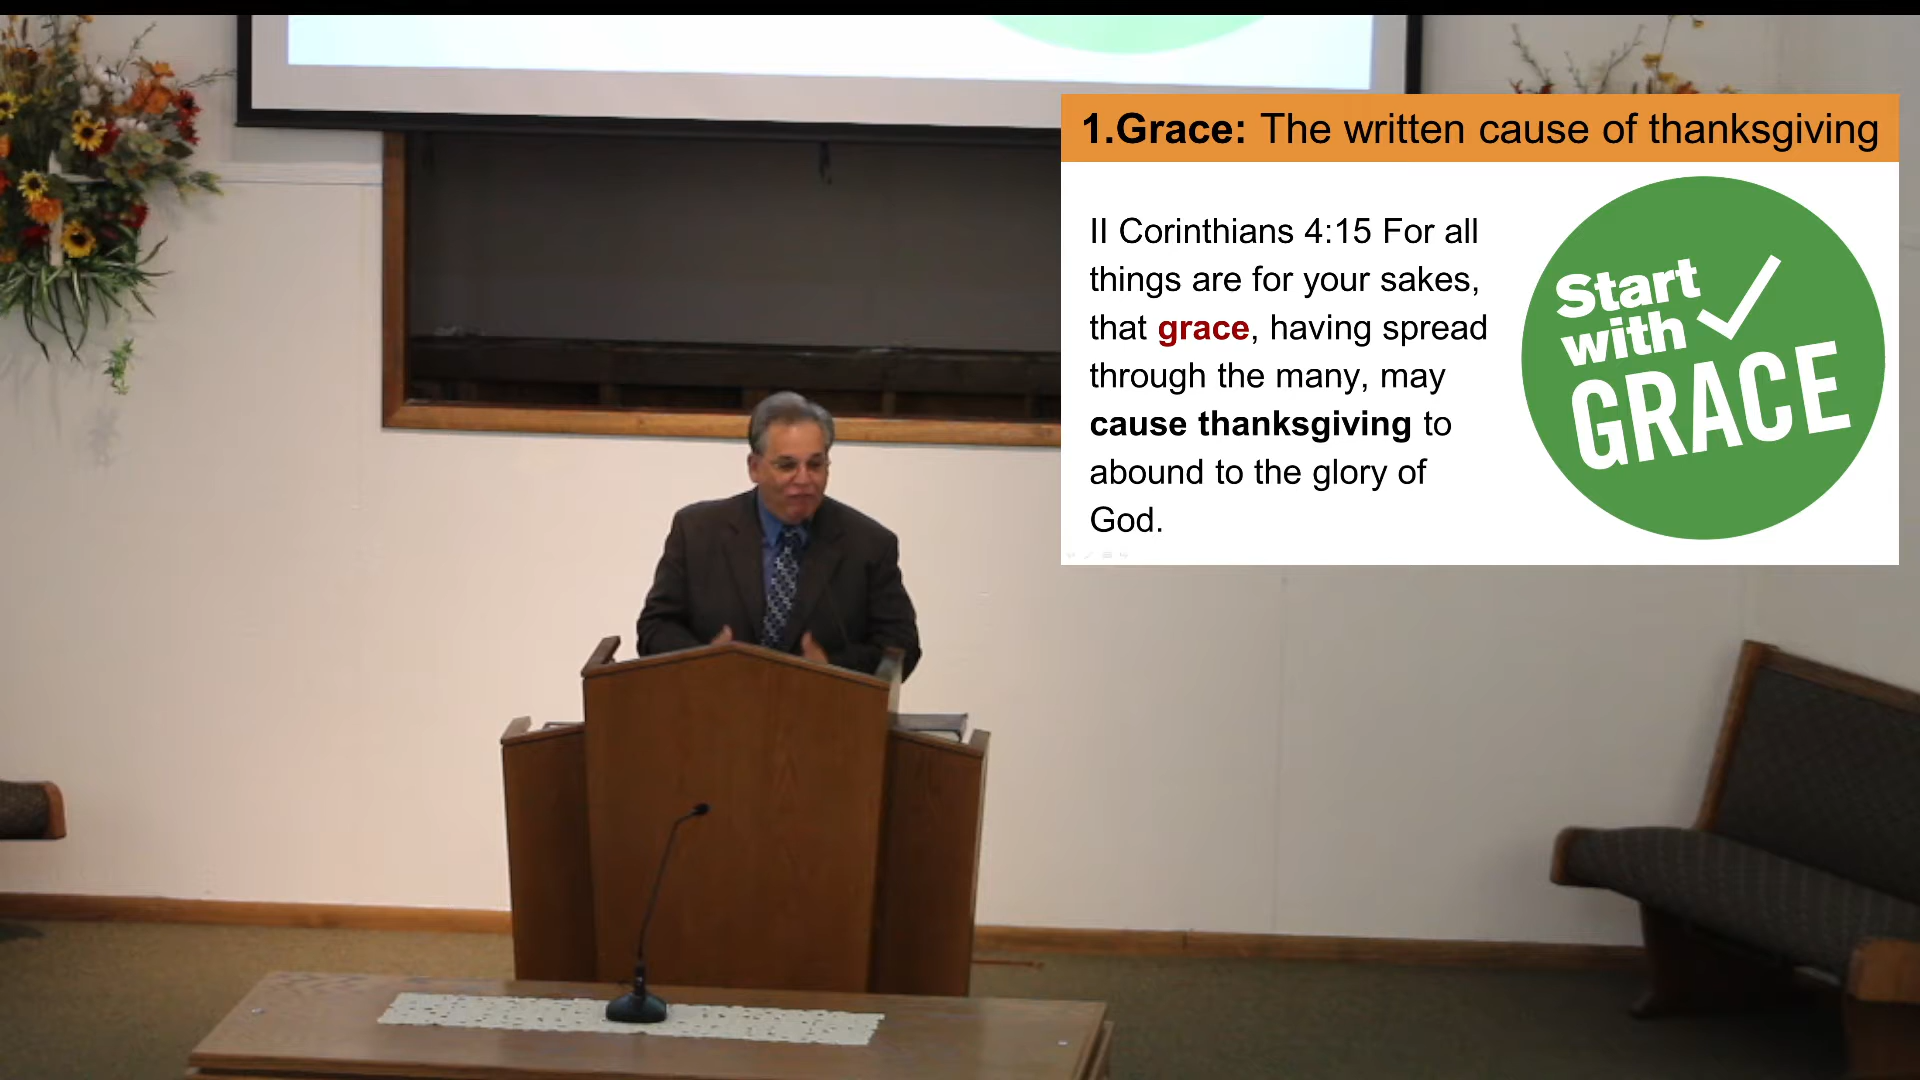 1.Grace: The written cause of thanksgiving
II Corinthians 4:15 For all
things are for your sakes,
that grace, having spread
through the many, may
cause thanksgiving to
abound to the glory of
God.
Start
with
GRACE